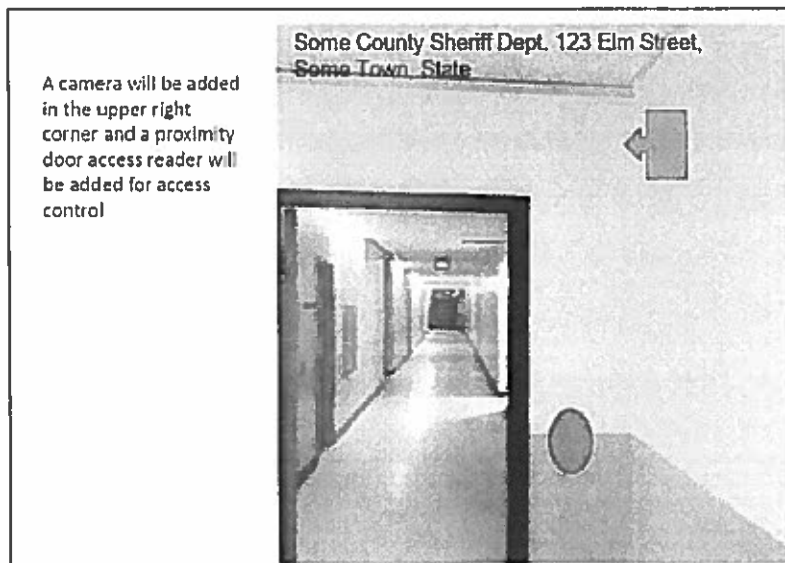 A camera will be added
in the upper right
corner and a proximity
door access reader will
be added for access
control
Some County Sheriff Dept. 123 Elm Street,
Some Town, State